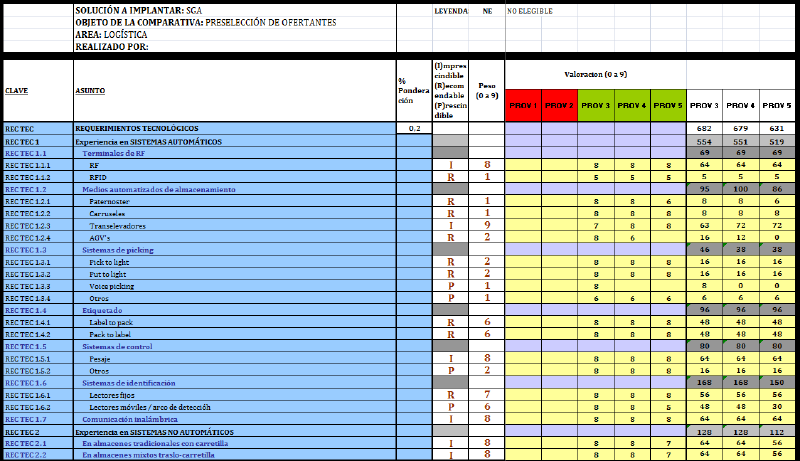 SOLUCIÓN A IMPLANTAR: SGA LEYENDA NE NO ELEGIBLE
OBJETO DE LA COMPARATIVA: PRESELECCIÓN DE OFERTANTES
AREA: LOGÍSTICA
REALIZADO POR:
CLAVE ASUNTO % Pondera ción (I)mpres cindible (R)ecom endable (P)rescin dible Peso (0 a 9) Valoracion (0 a 9)
PROV 1 PROV 2 PROV 3 PROV 4 PROV 5 PROV 3 PROV 4 PROV 5
REC TEC REQUERIMIENTOS TECNOLÓGICOS 0.2 682 679 631
REC TEC 1 Experiencia en SISTEMAS AUTOMÁTICOS 554 551 519
REC TEC 1.1 Terminales de RF 69 69 69
REC TEC 1.1.1 RF I 8 8 8 8 64 64 64
REC TEC 1.1.2 RFID R 1 5 5 5 5 5 5
REC TEC 1.2 Medios automatizados de almacenamiento 95 100 86
REC TEC 1.2.1 Paternoster R 1 8 8 6 8 8 6
REC TEC 1.2.2 Carruseles R 1 8 8 8 8 8 8
REC TEC 1.2.3 Transelevadores I 9 7 8 8 63 72 72
REC TEC 1.2.4 AGV's R 2 8 6 16 12 0
REC TEC 1.3 Sistemas de picking 46 38 38
REC TEC 1.3.1 Pick to light R 2 8 8 8 16 16 16
REC TEC 1.3.2 Put to light R 2 8 8 8 16 16 16
REC TEC 1.3.3 Voice picking P 1 8 8 0 0
REC TEC 1.3.4 Otros P 1 6 6 6 6 6 6
REC TEC 1.4 Etiquetado 96 96 96
REC TEC 1.4.1 Label to pack R 6 8 8 8 48 48 48
REC TEC 1.4.2 Pack to label R 6 8 8 8 48 48 48
REC TEC 1.5 Sistemas de control 80 80 80
REC TEC 1.5.1 Pesaje I 8 8 8 8 64 64 64
REC TEC 1.5.2 Otros P 2 8 8 8 16 16 16
REC TEC 1.6 Sistemas de identificación 168 168 150
REC TEC 1.6.1 Lectores fijos R 7 8 8 8 56 56 56
REC TEC 1.6.2 Lectores móviles / arco de detección P 6 8 8 5 48 48 30
REC TEC 1.7 Comunicación inalámbrica I 8 8 8 8 64 64 64
REC TEC 2 Experiencia en SISTEMAS NO AUTOMÁTICOS 128 128 112
REC TEC 2.1 En almacenes tradicionales con carretilla I 8 8 8 7 64 64 56
REC TEC 2.2 En almacenes mixtos traslo-carretilla I 8 8 8 7 64 64 56